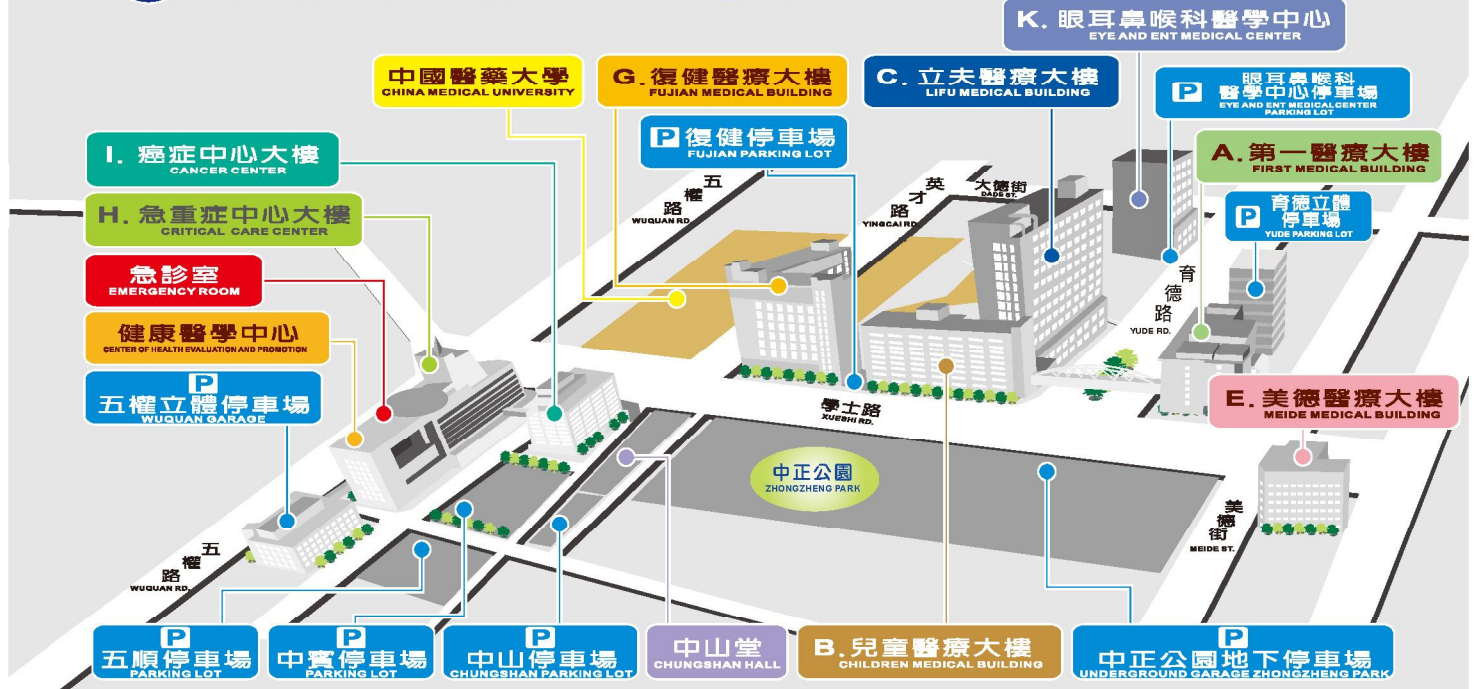 K. 眼耳鼻喉科醫學中心
EYE AND ENT MEDICAL CENTER
中國醫藥大學
CHINA MEDICAL UNIVERSITY
G. 復健醫療大樓
FUJIAN MEDICAL BUILDING
C. 立夫醫療大樓
LIFU MEDICAL BUILDING
P 眼耳鼻喉科
醫學中心停車場
EYE AND ENT MEDICALCENTER
PARKING LOT
P 復健停車場
FUJIAN PARKING LOT
I. 癌症中心大樓
CANCER CENTER
A. 第一醫療大樓
FIRST MEDICAL BUILDING
H. 急重症中心大樓
CRITICAL CARE CENTER
五權路
WUQUAN RD.
英才路
YINGCAI RD.
大德街
DADE ST.
P 育德立體
停車場
YUDE PARKING LOT
急診室
EMERGENCY ROOM
育德路
YUDE RD.
健康醫學中心
CENTER OF HEALTH EVALUATION AND PROMOTION
P
五權立體停車場
WUQUAN GARAGE
學士路
XUESHI RD.
E. 美德醫療大樓
MEIDE MEDICAL BUILDING
中正公園
ZHONGZHENG PARK
美德街
MEIDE ST.
五權路
WUQUAN RD.
P
五順停車場
PARKING LOT
P
中賓停車場
PARKING LOT
P
中山停車場
CHUNGSHAN PARKING LOT
中山堂
CHUNGSHAN HALL
B. 兒童醫療大樓
CHILDREN MEDICAL BUILDING
P
中正公園地下停車場
UNDERGROUND GARAGE ZHONGZHENG PARK